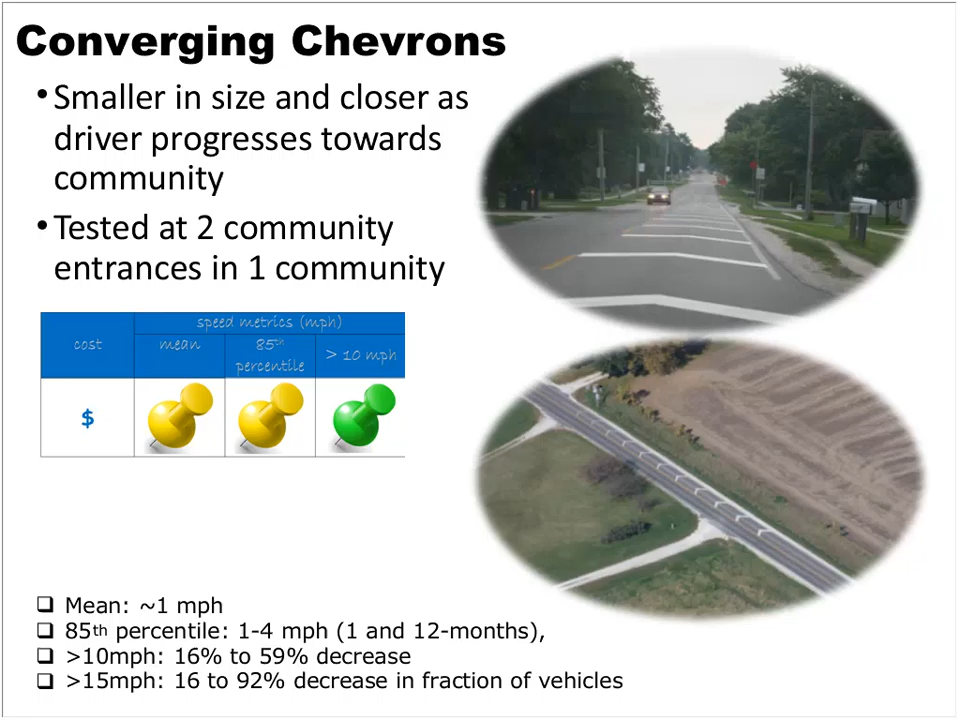 Converging Chevrons
• Smaller in size and closer as
driver progresses towards
community
• Tested at 2 community
entrances in 1 community
cost
speed metrics (mph)
mean
85th
percentile
> 10 mph
$
❑ Mean: ~1 mph
❑ 85th percentile: 1-4 mph (1 and 12-months),
❑ >10mph: 16% to 59% decrease
❑ >15mph: 16 to 92% decrease in fraction of vehicles